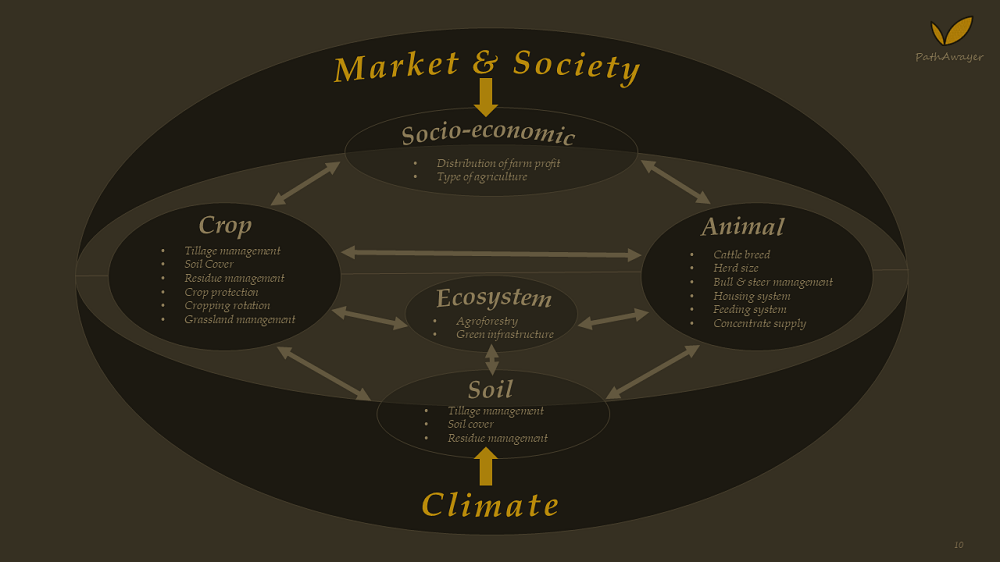 PathAwayer
Market & Society
Socio-economic
• Distribution of farm profit
• Type of agriculture
Crop
• Tillage management
• Soil Cover
• Residue management
• Crop protection
• Cropping rotation
• Grassland management
Animal
• Cattle breed
• Herd size
• Bull & steer management
• Housing system
• Feeding system
• Concentrate supply
Ecosystem
• Agroforestry
• Green infrastructure
Soil
• Tillage management
• Soil cover
• Residue management
Climate
10